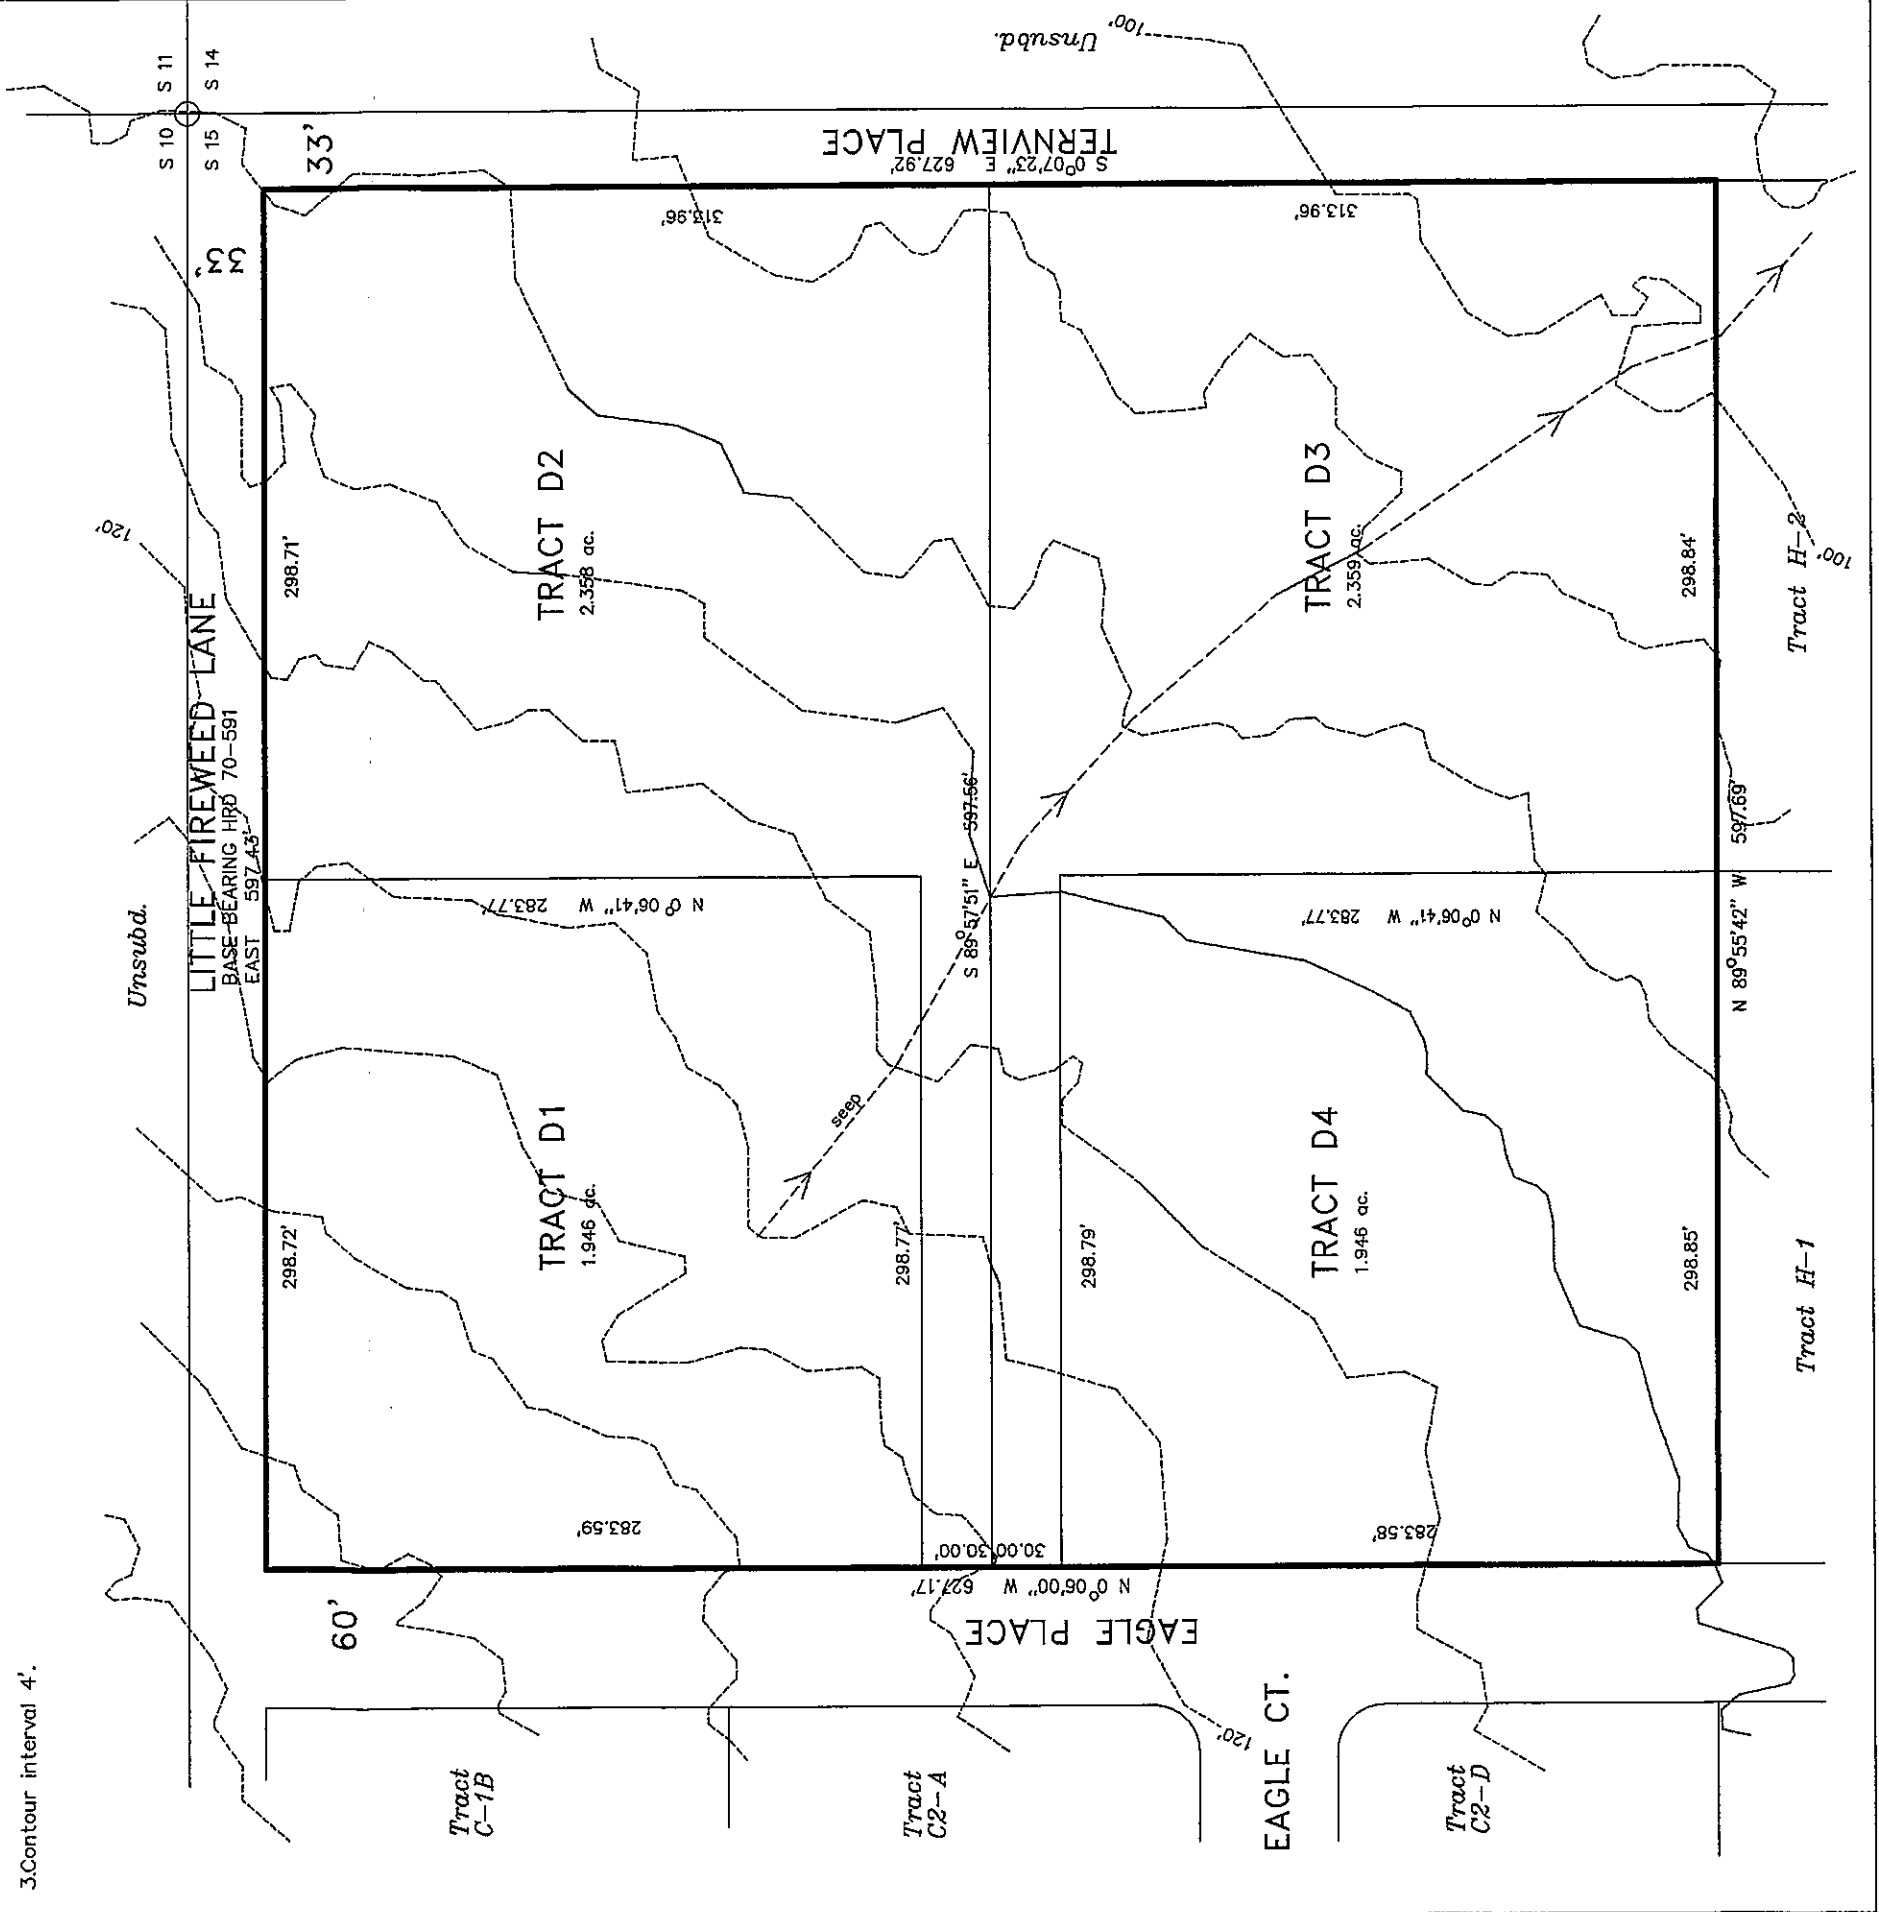 3.Contour interval 4'.
S 10
S 11
S 15
S 14
33'
33'
Unsubd.
120'
LITTLE FIREWEED LANE
BASE BEARING HRD 70-591
EAST 597.43'
298.72'
298.71'
60'
TRACT D1
1.946 ac.
TRACT D2
2.358 ac.
283.59'
N 0°06'41" W 283.77'
313.96'
seep
298.77'
30.00'
30.00'
S 89°57'51" E 597.56'
TERNVIEW PLACE
S 0°07'23" E 627.92'
Unsubd.
100'
N 0°06'00" W 627.17'
EAGLE PLACE
298.79'
TRACT D4
1.946 ac.
TRACT D3
2.359 ac.
283.58'
N 0°06'41" W 283.77'
313.96'
298.85'
298.84'
N 89°55'42" W 597.69'
Tract H-1
Tract H-2
100'
Tract
C-1B
Tract
C2-A
120'
EAGLE CT.
Tract
C2-D